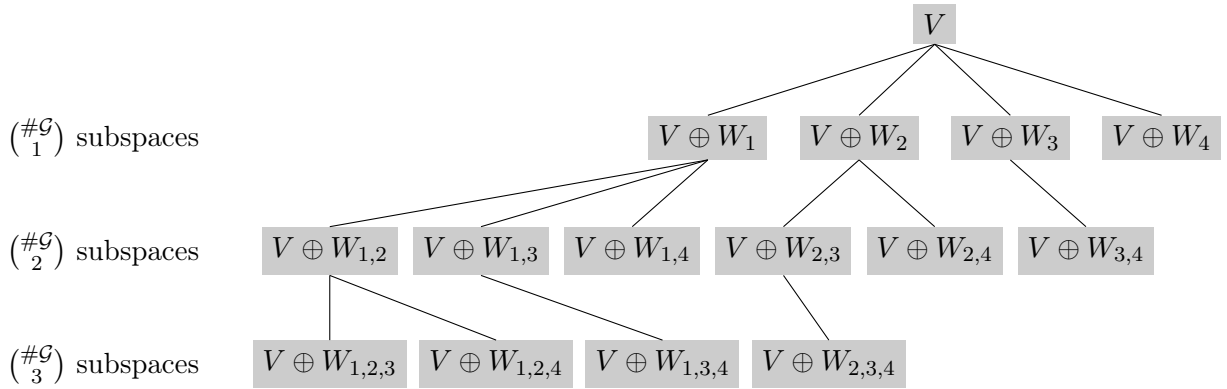 V
(#𝒢 1) subspaces V ⊕ W₁ V ⊕ W₂ V ⊕ W₃ V ⊕ W₄
(#𝒢 2) subspaces V ⊕ W₁,₂ V ⊕ W₁,₃ V ⊕ W₁,₄ V ⊕ W₂,₃ V ⊕ W₂,₄ V ⊕ W₃,₄
(#𝒢 3) subspaces V ⊕ W₁,₂,₃ V ⊕ W₁,₂,₄ V ⊕ W₁,₃,₄ V ⊕ W₂,₃,₄